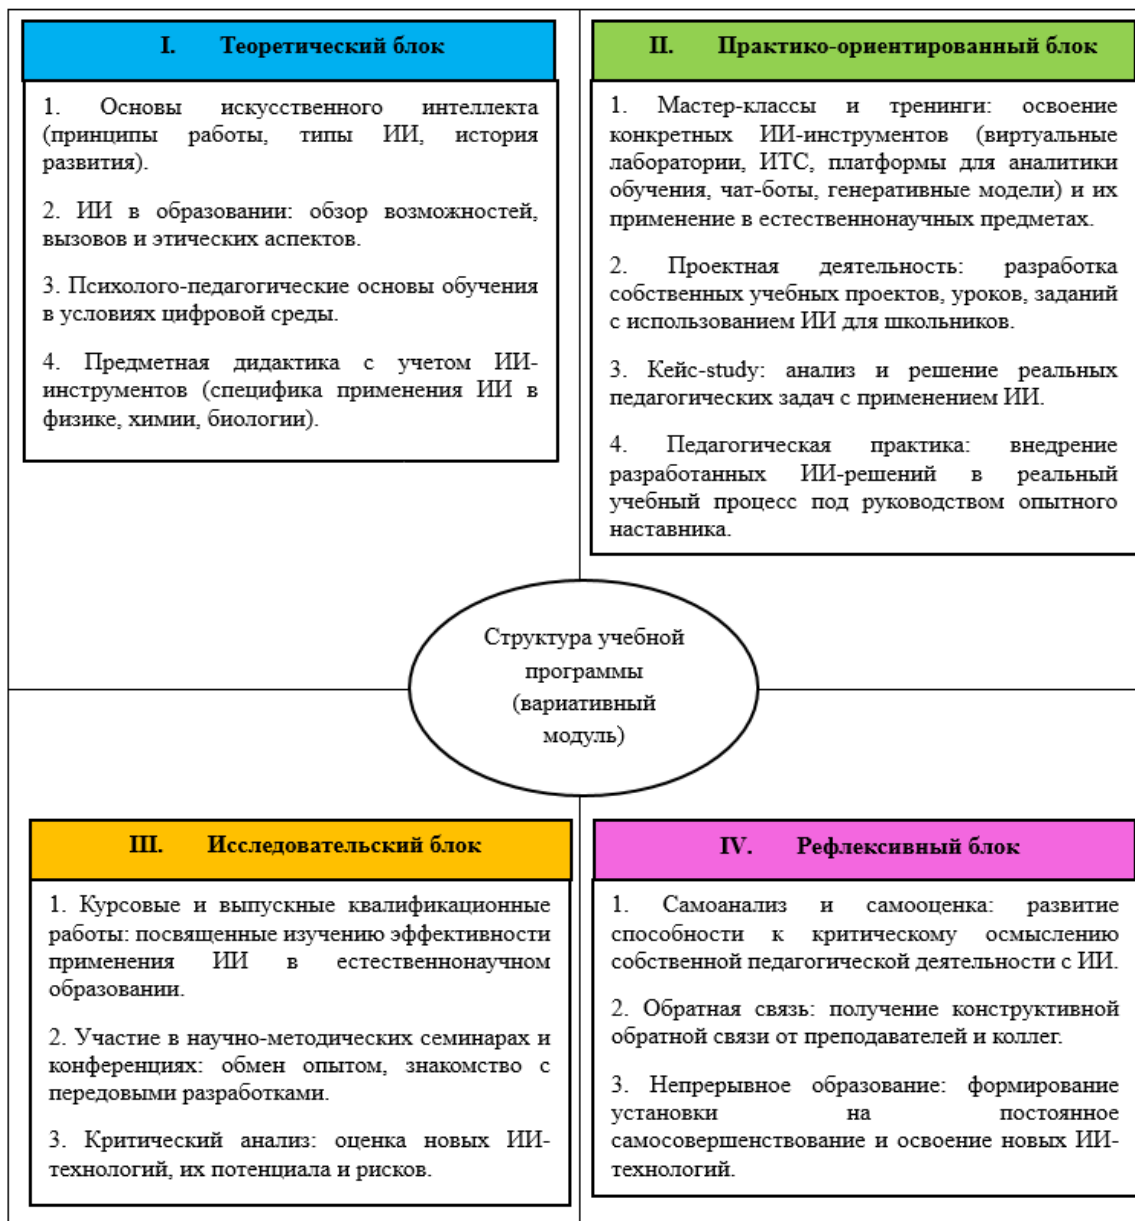 I. Теоретический блок
1. Основы искусственного интеллекта
(принципы работы, типы ИИ, история
развития).
2. ИИ в образовании: обзор возможностей,
вызовов и этических аспектов.
3. Психолого-педагогические основы обучения
в условиях цифровой среды.
4. Предметная дидактика с учетом ИИ-
инструментов (специфика применения ИИ в
физике, химии, биологии).
II. Практико-ориентированный блок
1. Мастер-классы и тренинги: освоение
конкретных ИИ-инструментов (виртуальные
лаборатории, ИТС, платформы для аналитики
обучения, чат-боты, генеративные модели) и их
применение в естественнонаучных предметах.
2. Проектная деятельность: разработка
собственных учебных проектов, уроков, заданий
с использованием ИИ для школьников.
3. Кейс-study: анализ и решение реальных
педагогических задач с применением ИИ.
4. Педагогическая практика: внедрение
разработанных ИИ-решений в реальный
учебный процесс под руководством опытного
наставника.
Структура учебной
программы
(вариативный
модуль)
III. Исследовательский блок
1. Курсовые и выпускные квалификационные
работы: посвященные изучению эффективности
применения ИИ в естественнонаучном
образовании.
2. Участие в научно-методических семинарах и
конференциях: обмен опытом, знакомство с
передовыми разработками.
3. Критический анализ: оценка новых ИИ-
технологий, их потенциала и рисков.
IV. Рефлексивный блок
1. Самоанализ и самооценка: развитие
способности к критическому осмыслению
собственной педагогической деятельности с ИИ.
2. Обратная связь: получение конструктивной
обратной связи от преподавателей и коллег.
3. Непрерывное образование: формирование
установки на постоянное
самосовершенствование и освоение новых ИИ-
технологий.